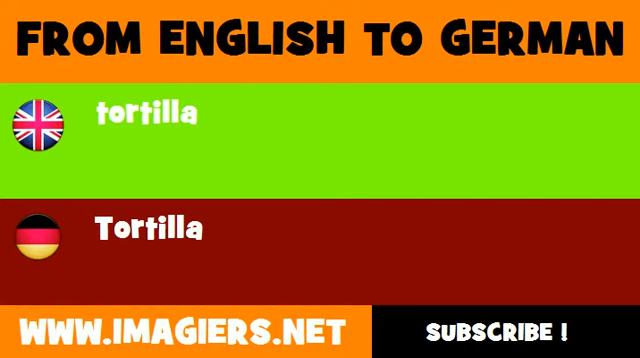 FROM ENGLISH TO GERMAN
tortilla
Tortilla
WWW.IMAGIERS.NET
SUBSCRIBE !